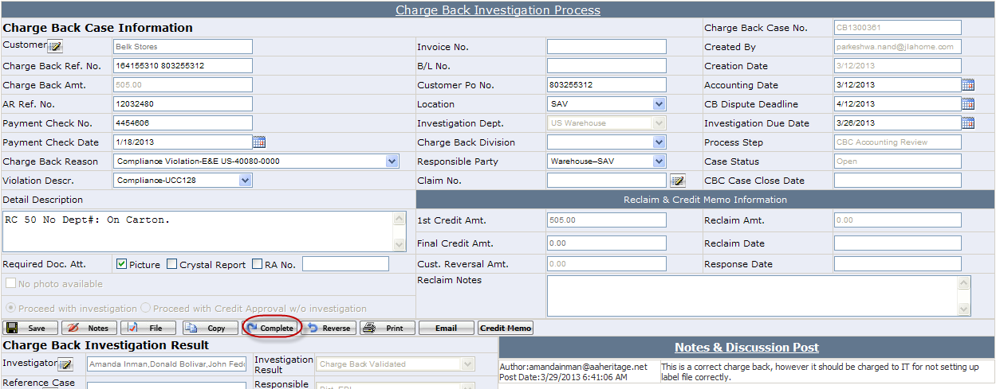 Charge Back Investigation Process
Charge Back Case Information
Charge Back Case No. CB1300361
Customer Belk Stores Invoice No. Created By parkeshwa.nand@jlahome.com
Charge Back Ref. No. 164155310 803255312 B/L No. Creation Date 3/12/2013
Charge Back Amt. 505.00 Customer Po No. 803255312 Accounting Date 3/12/2013
AR Ref. No. 12032480 Location SAV CB Dispute Deadline 4/12/2013
Payment Check No. 4454606 Investigation Dept. US Warehouse Investigation Due Date 3/26/2013
Payment Check Date 1/18/2013 Charge Back Division Process Step CBC Accounting Review
Charge Back Reason Compliance Violation-E&E US-40080-0000 Responsible Party Warehouse--SAV Case Status Open
Violation Descr. Compliance-UCC128 Claim No. CBC Case Close Date
Detail Description Reclaim & Credit Memo Information
RC 50 No Dept#: On Carton.
1st Credit Amt. 505.00 Reclaim Amt. 0.00
Final Credit Amt. 0.00 Reclaim Date
Required Doc. Att. Picture Crystal Report RA No. Cust. Reversal Amt. 0.00 Response Date
No photo available Reclaim Notes
Proceed with investigation Proceed with Credit Approval w/o investigation
Save Notes File Copy Complete Reverse Print Email Credit Memo
Charge Back Investigation Result Notes & Discussion Post
Investigator Amanda Inman,Donald Bolivar,John Fed Investigation Result Charge Back Validated
Author:amandainman@aaheritage.net
Post Date:3/29/2013 6:41:06 AM
This is a correct charge back, however it should be charged to IT for not setting up
label file correctly.
Reference Case Responsible